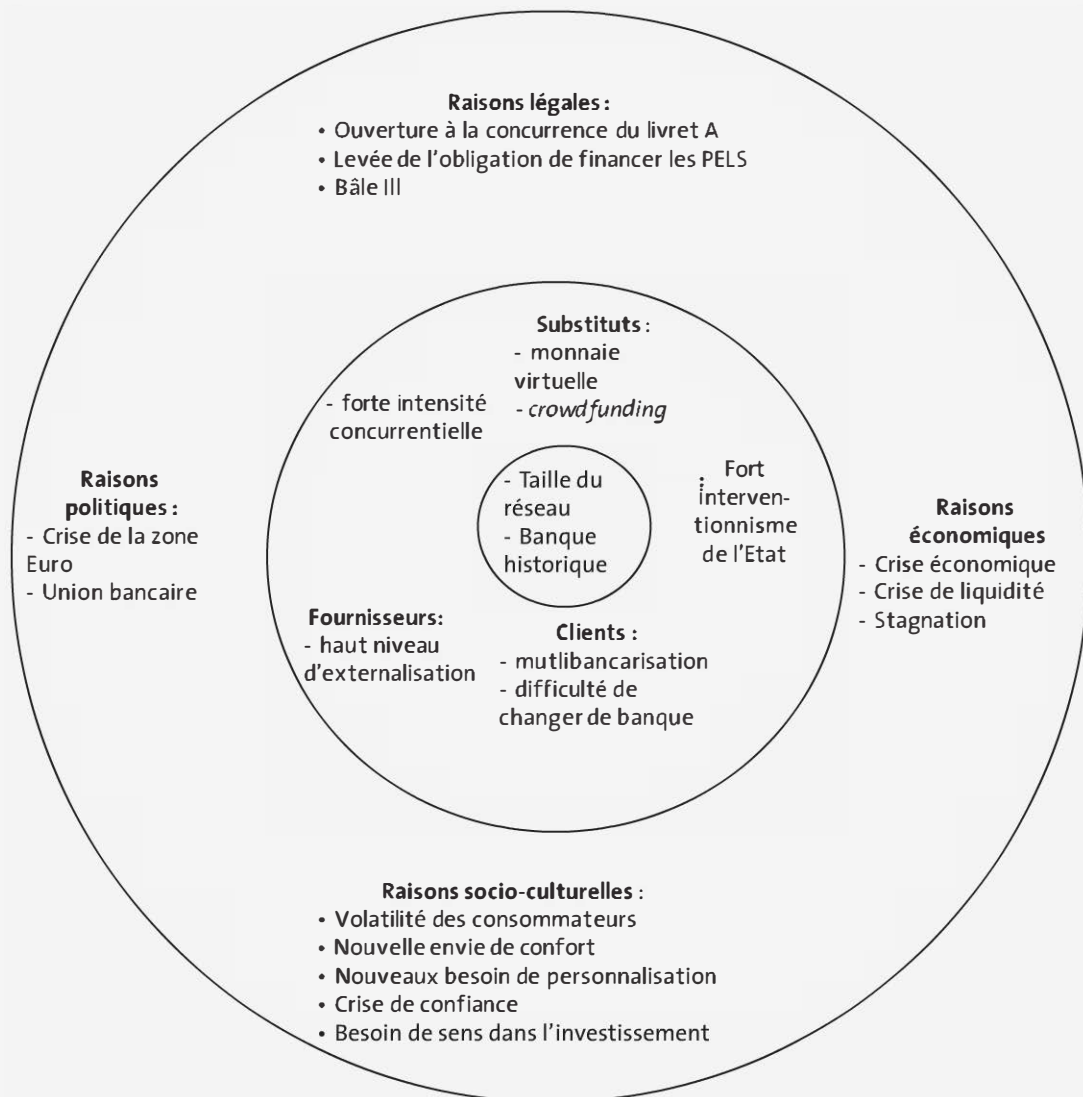 Raisons légales :
• Ouverture à la concurrence du livret A
• Levée de l'obligation de financer les PELS
• Bâle III
Substituts :
- monnaie
virtuelle
- crowdfunding
- forte intensité
concurrentielle
- Taille du
réseau
- Banque
historique
: Fort
interven-
tionnisme
de l'Etat
Raisons
politiques :
- Crise de la zone
Euro
- Union bancaire
Raisons
économiques
- Crise économique
- Crise de liquidité
- Stagnation
Fournisseurs:
- haut niveau
d'externalisation
Clients :
- mutlibancarisation
- difficulté de
changer de banque
Raisons socio-culturelles :
• Volatilité des consommateurs
• Nouvelle envie de confort
• Nouveaux besoin de personnalisation
• Crise de confiance
• Besoin de sens dans l'investissement